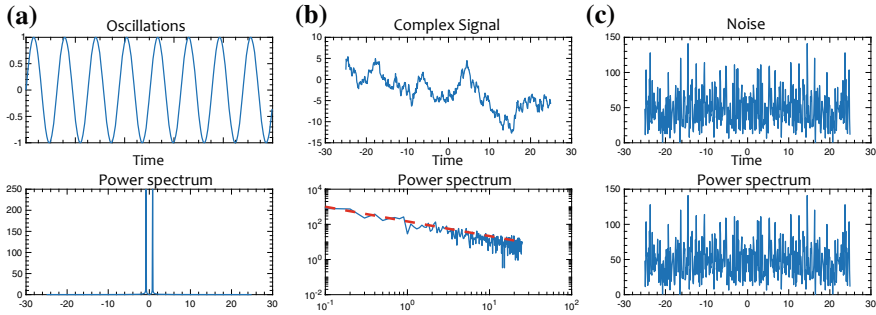 (a)
Oscillations
1
0.5
0
-0.5
-1
Time
Power spectrum
250
200
150
100
50
0
-30 -20 -10 0 10 20 30
(b)
Complex Signal
10
5
0
-5
-10
-15
-30 -20 -10 0 10 20 30
Time
Power spectrum
10^4
10^2
10^0
10^-2
10^-1 10^0 10^1 10^2
(c)
Noise
150
100
50
0
-30 -20 -10 0 10 20 30
Time
Power spectrum
150
100
50
0
-30 -20 -10 0 10 20 30